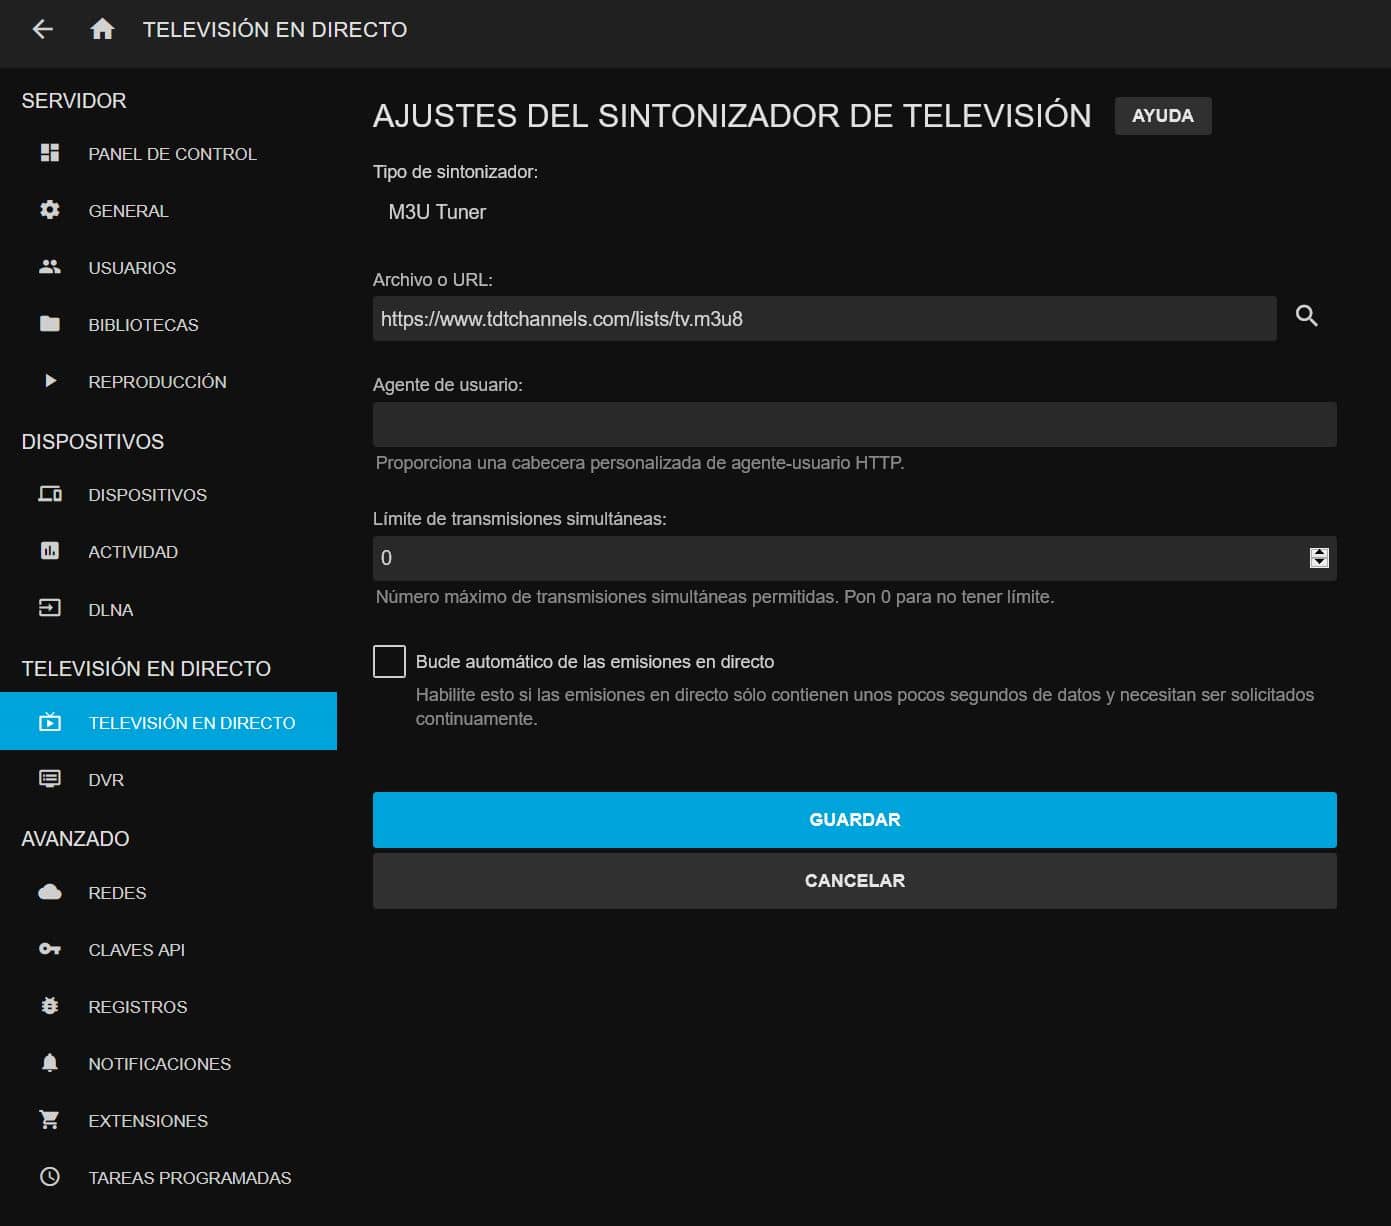 TELEVISIÓN EN DIRECTO
SERVIDOR
PANEL DE CONTROL
GENERAL
USUARIOS
BIBLIOTECAS
REPRODUCCIÓN
DISPOSITIVOS
DISPOSITIVOS
ACTIVIDAD
DLNA
TELEVISIÓN EN DIRECTO
TELEVISIÓN EN DIRECTO
DVR
AVANZADO
REDES
CLAVES API
REGISTROS
NOTIFICACIONES
EXTENSIONES
TAREAS PROGRAMADAS
AJUSTES DEL SINTONIZADOR DE TELEVISIÓN
AYUDA
Tipo de sintonizador:
M3U Tuner
Archivo o URL:
https://www.tdtchannels.com/lists/tv.m3u8
Agente de usuario:
Proporciona una cabecera personalizada de agente-usuario HTTP.
Límite de transmisiones simultáneas:
0
Número máximo de transmisiones simultáneas permitidas. Pon 0 para no tener límite.
Bucle automático de las emisiones en directo
Habilite esto si las emisiones en directo sólo contienen unos pocos segundos de datos y necesitan ser solicitados
continuamente.
GUARDAR
CANCELAR